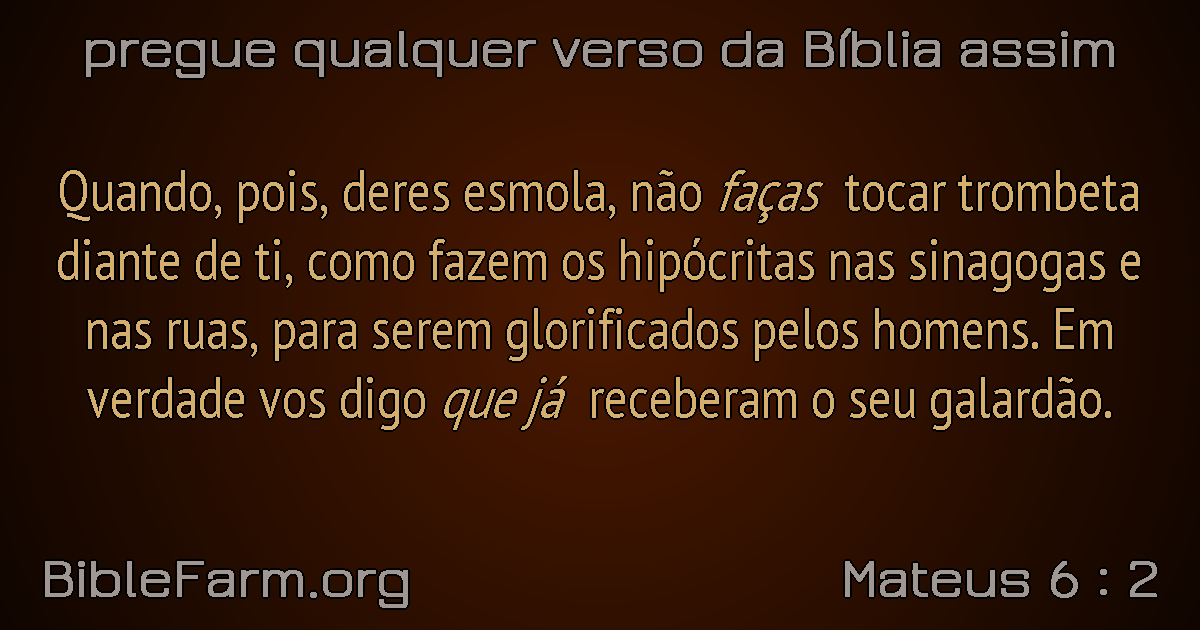 pregue qualquer verso da Bíblia assim
Quando, pois, deres esmola, não faças tocar trombeta
diante de ti, como fazem os hipócritas nas sinagogas e
nas ruas, para serem glorificados pelos homens. Em
verdade vos digo que já receberam o seu galardão.
BibleFarm.org
Mateus 6 : 2